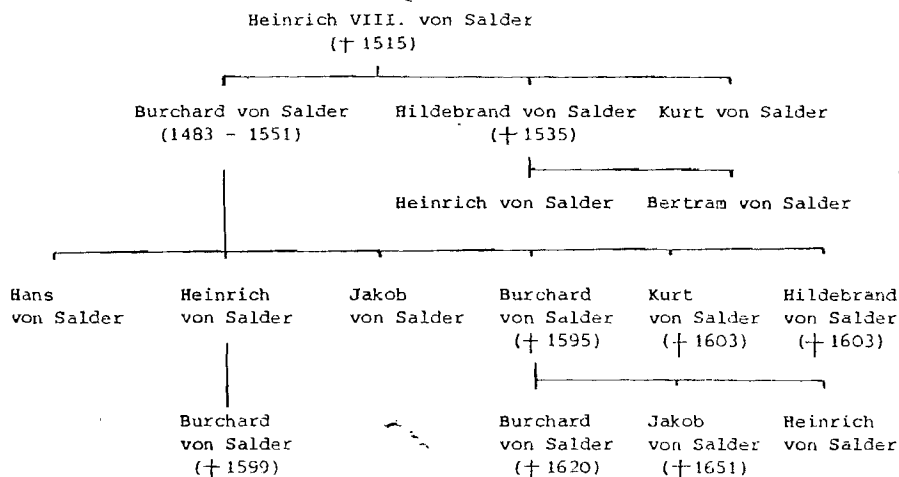 Heinrich VIII. von Salder
(† 1515)
Burchard von Salder Hildebrand von Salder Kurt von Salder
(1483 - 1551) († 1535)
Heinrich von Salder Bertram von Salder
Hans Heinrich Jakob Burchard Kurt Hildebrand
von Salder von Salder von Salder von Salder von Salder von Salder
(† 1595) († 1603) († 1603)
Burchard Burchard Jakob Heinrich
von Salder von Salder von Salder von Salder
(† 1599) († 1620) († 1651)